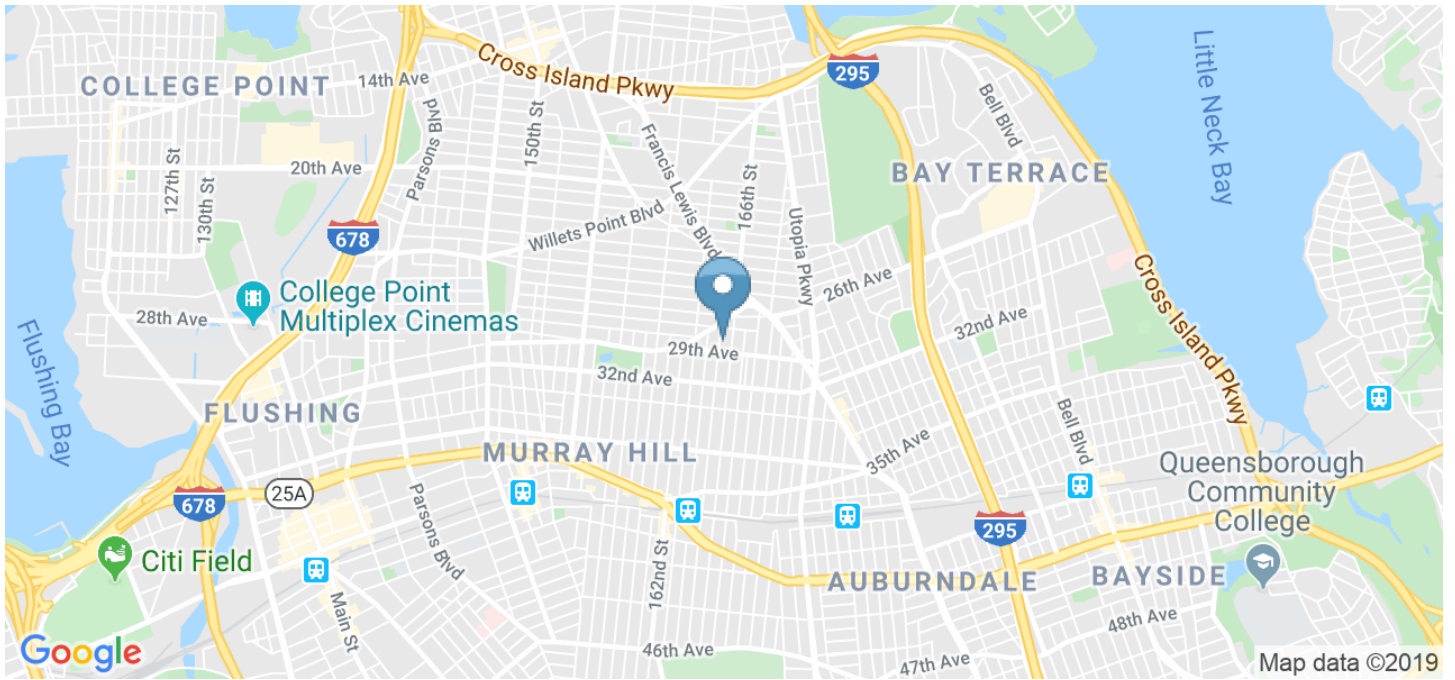 COLLEGE POINT
14th Ave
Cross Island Pkwy
295
Bell Blvd
Little Neck Bay
Parsons Blvd
150th St
Francis Lewis Blvd
127th St
130th St
20th Ave
166th St
BAY TERRACE
Willets Point Blvd
Utopia Pkwy
678
College Point
Multiplex Cinemas
28th Ave
26th Ave
32nd Ave
Cross Island Pkwy
Flushing Bay
29th Ave
32nd Ave
FLUSHING
MURRAY HILL
35th Ave
Bell Blvd
Queensborough
Community
College
25A
678
295
Parsons Blvd
Citi Field
162nd St
Main St
AUBURNDALE
BAYSIDE
48th Ave
46th Ave
47th Ave
Google
Map data ©2019